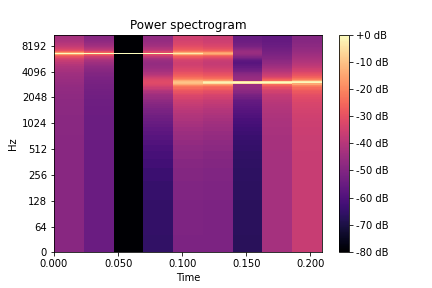 Power spectrogram
8192
4096
2048
1024
512
256
128
64
0
Hz
0.000 0.050 0.100 0.150 0.200
Time
+0 dB
-10 dB
-20 dB
-30 dB
-40 dB
-50 dB
-60 dB
-70 dB
-80 dB